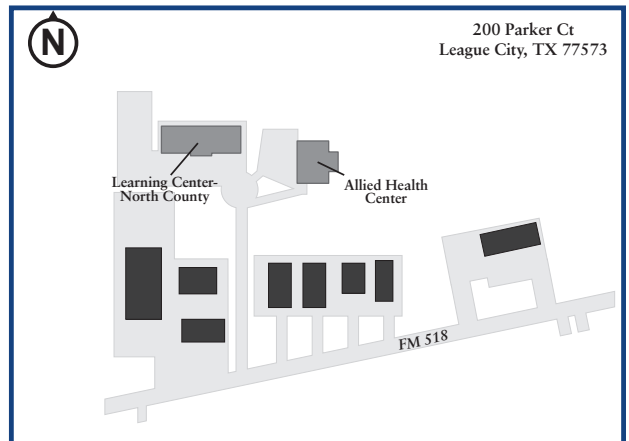 N
200 Parker Ct
League City, TX 77573
Learning Center-
North County
Allied Health
Center
FM 518